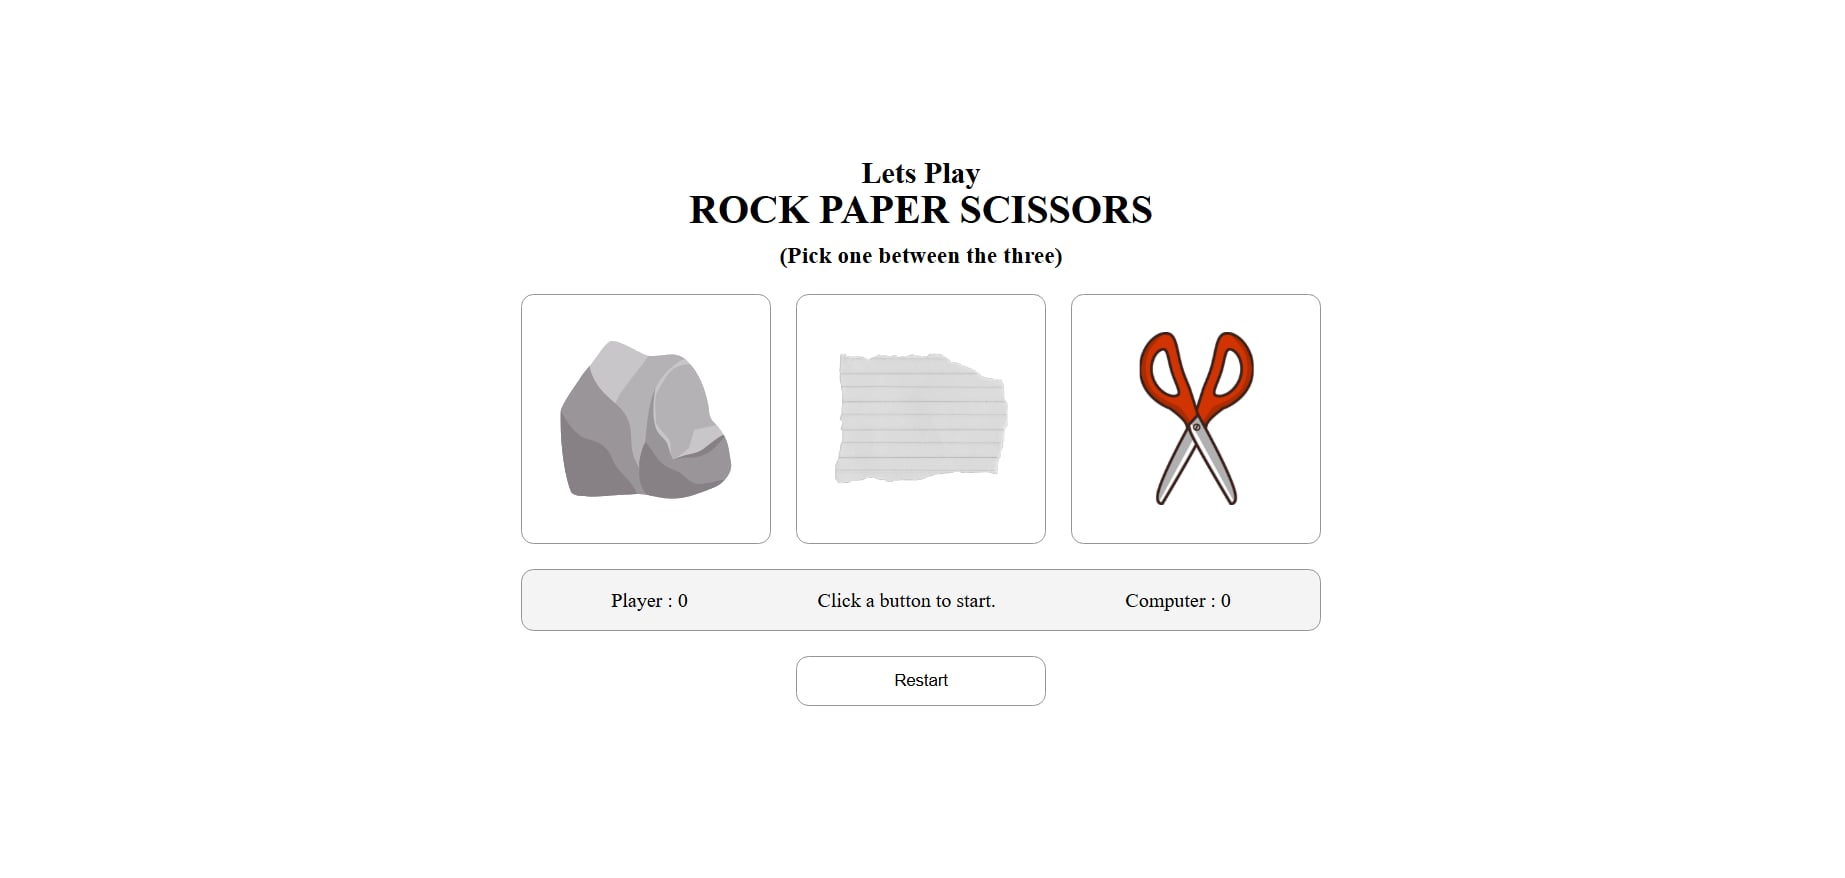 Lets Play
ROCK PAPER SCISSORS
(Pick one between the three)
Player : 0
Click a button to start.
Computer : 0
Restart